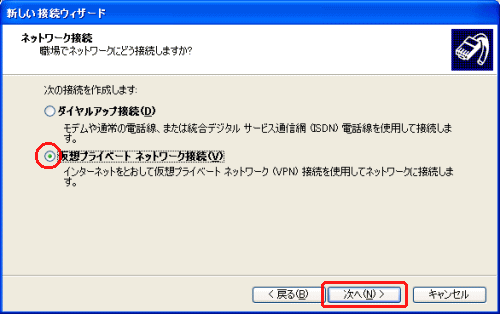 新しい接続ウィザード
ネットワーク接続
職場でネットワークにどう接続しますか?
次の接続を作成します:
ダイヤルアップ接続(D)
モデムや通常の電話線、または統合デジタル サービス通信網 (ISDN) 電話線を使用して接続しま
す。
仮想プライベート ネットワーク接続(V)
インターネットをとおして仮想プライベート ネットワーク (VPN) 接続を使用してネットワークに接続しま
す。
< 戻る(B)
次へ(N) >
キャンセル